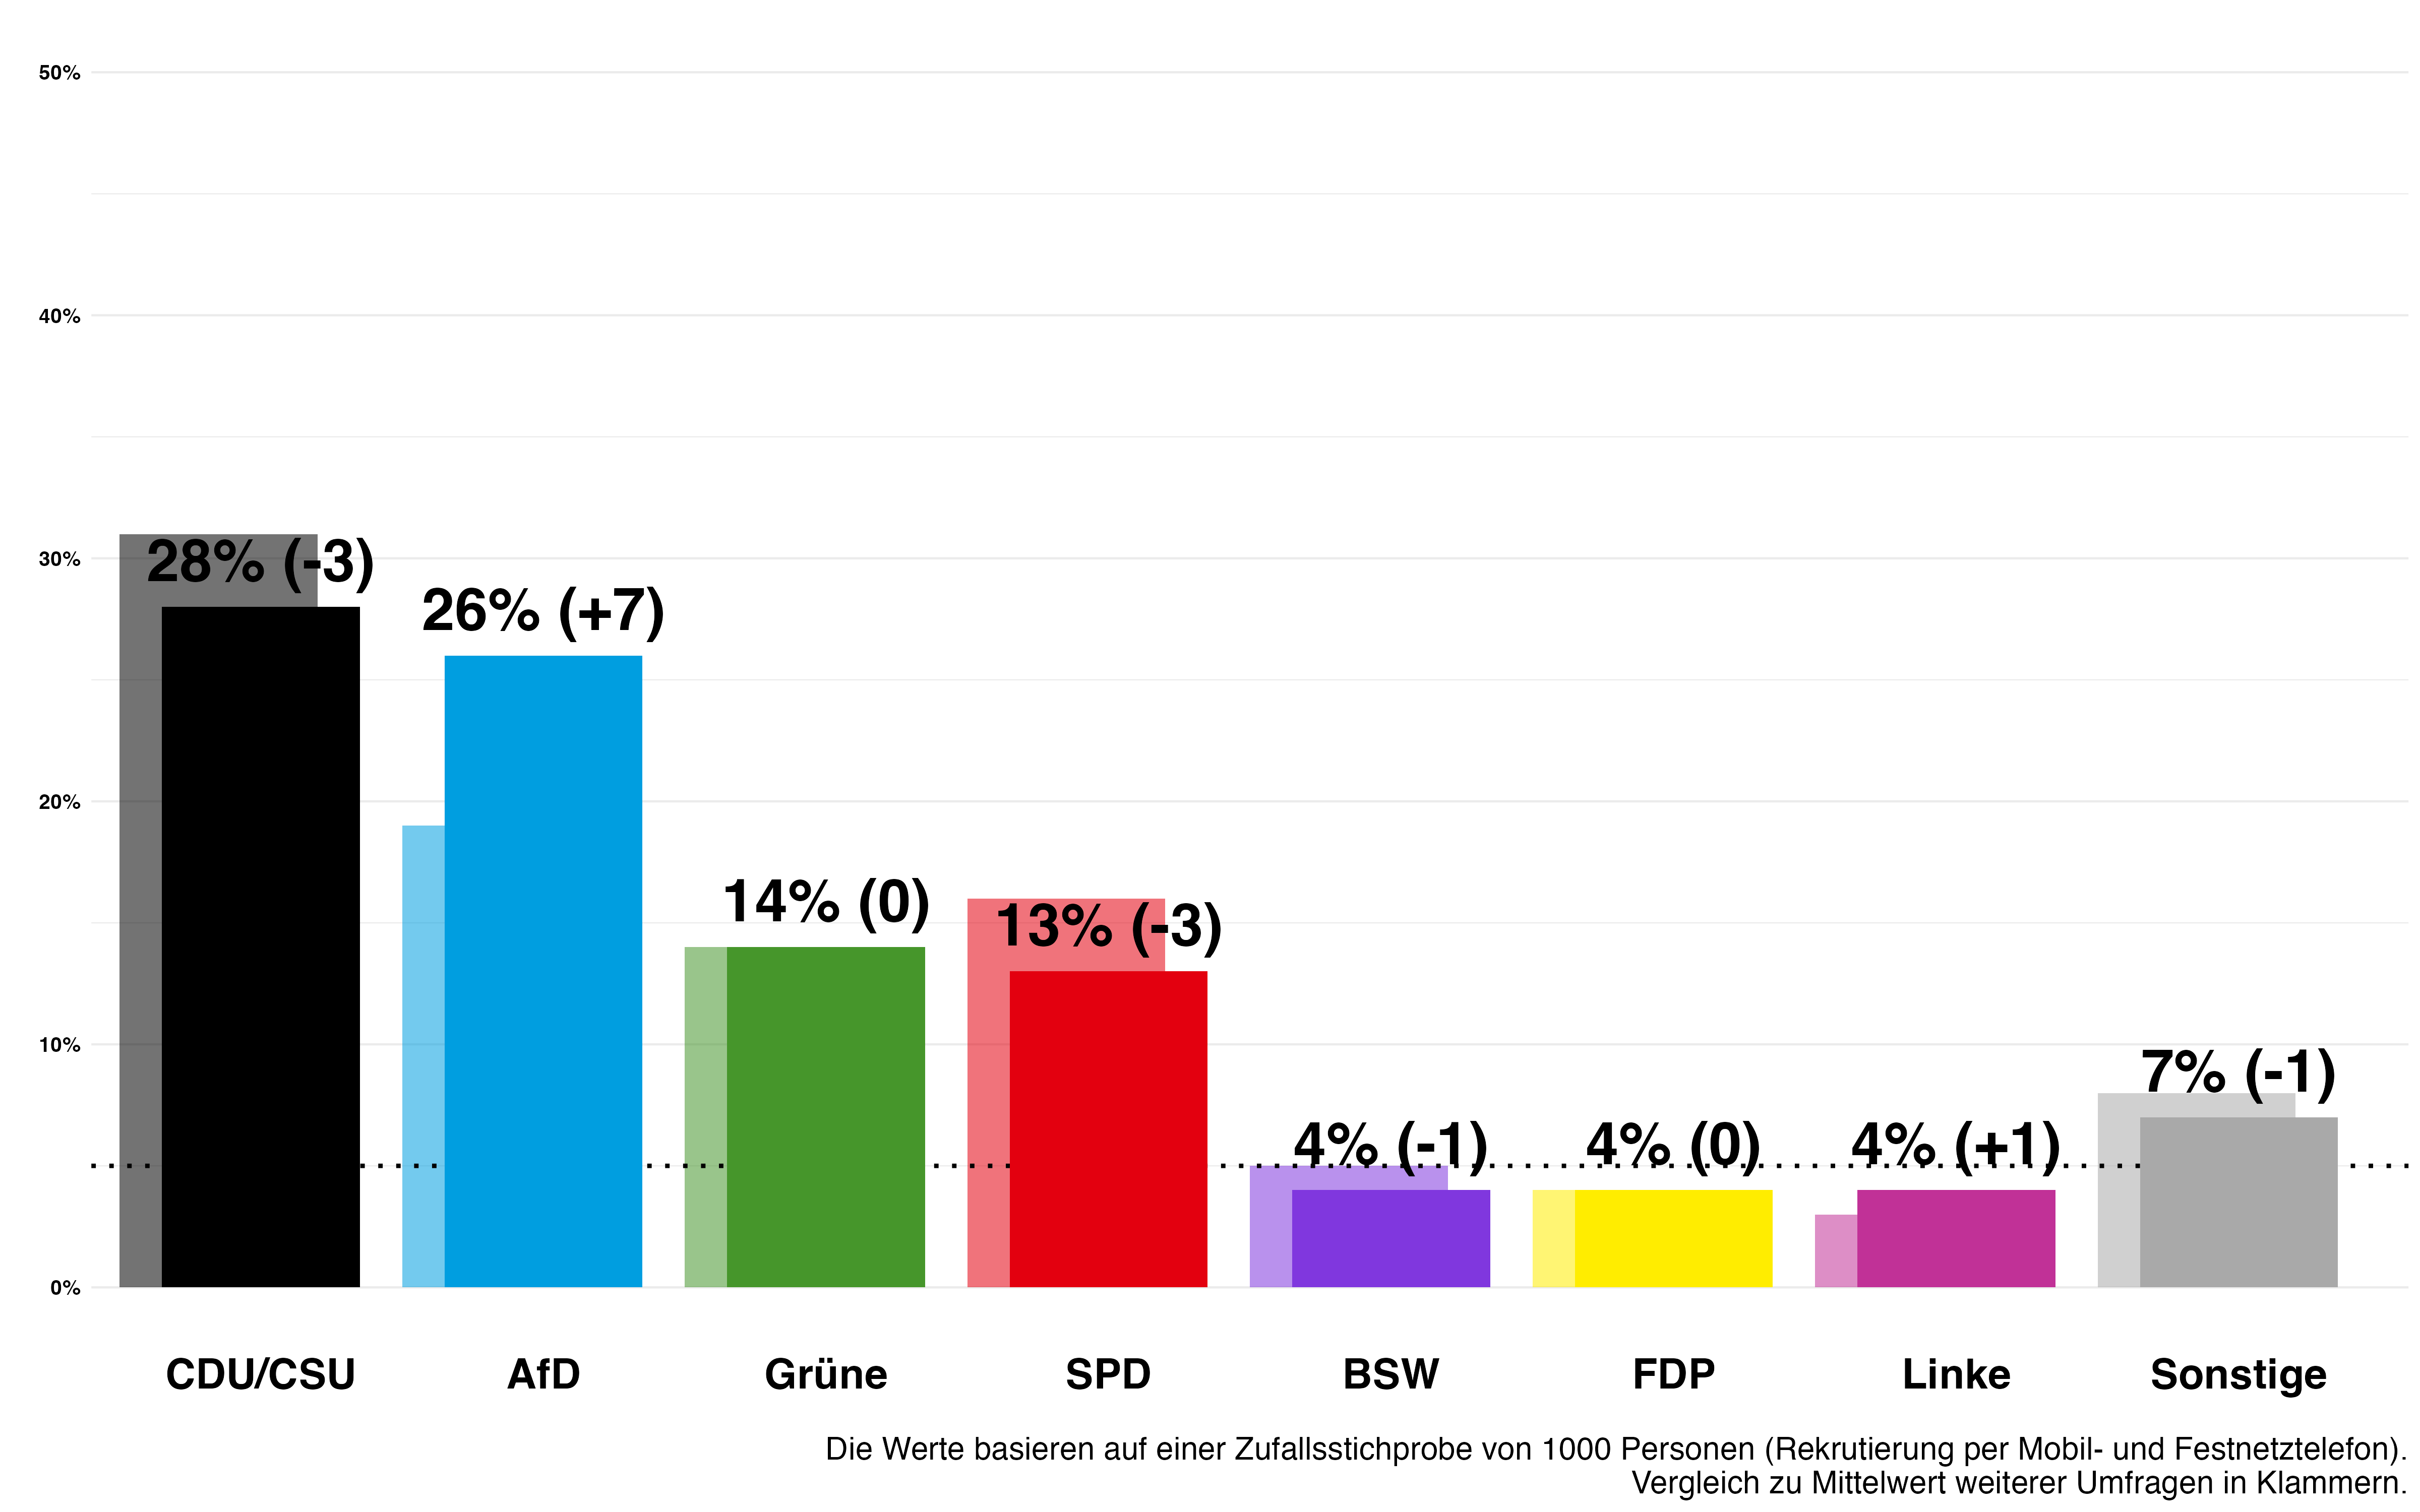 50%
40%
30%
20%
10%
0%
28% (-3)
26% (+7)
14% (0)
13% (-3)
4% (-1)
4% (0)
4% (+1)
7% (-1)
CDU/CSU
AfD
Grüne
SPD
BSW
FDP
Linke
Sonstige
Die Werte basieren auf einer Zufallsstichprobe von 1000 Personen (Rekrutierung per Mobil- und Festnetztelefon).
Vergleich zu Mittelwert weiterer Umfragen in Klammern.